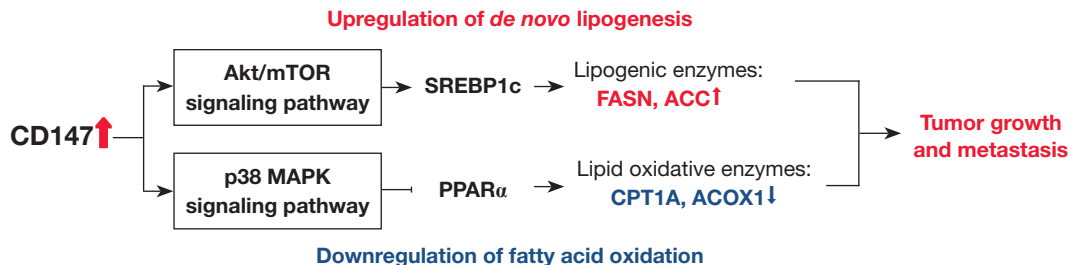 Upregulation of de novo lipogenesis
Akt/mTOR
signaling pathway
SREBP1c
Lipogenic enzymes:
FASN, ACC↑
CD147↑
Tumor growth
and metastasis
p38 MAPK
signaling pathway
PPARα
Lipid oxidative enzymes:
CPT1A, ACOX1↓
Downregulation of fatty acid oxidation